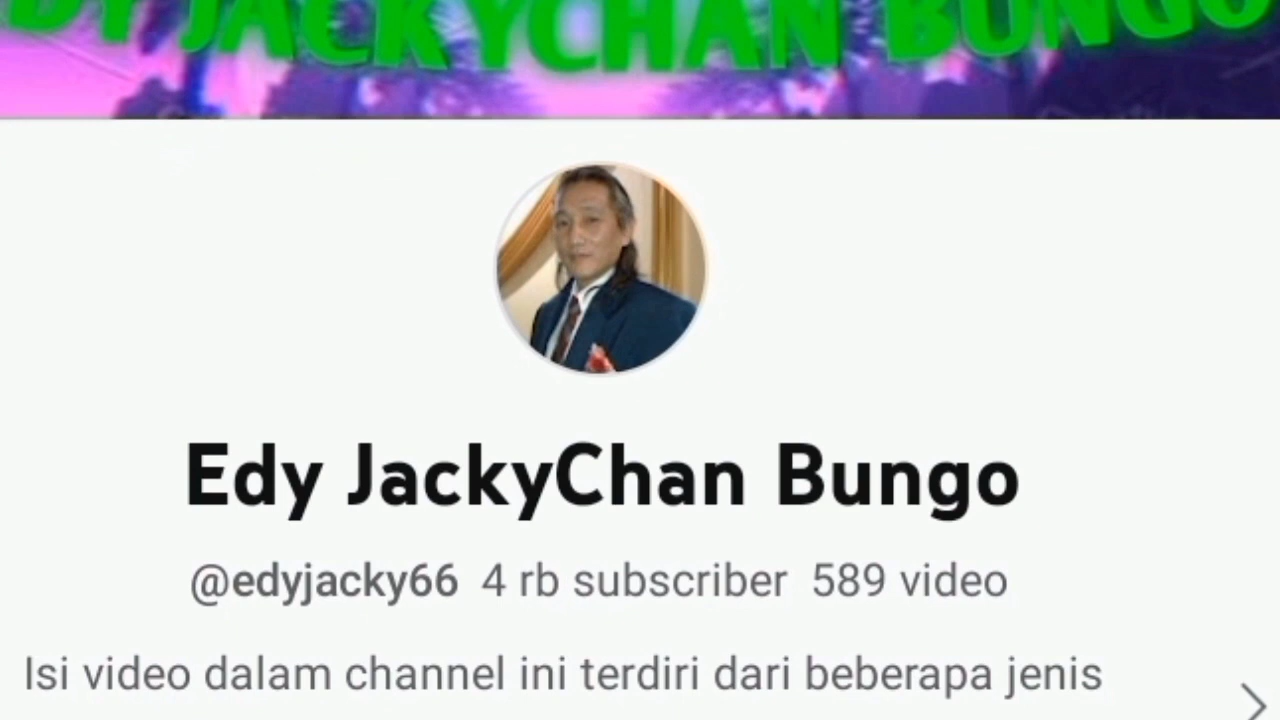 DY JACKYCHAN BUNGO
Edy JackyChan Bungo
@edyjacky66 4 rb subscriber 589 video
Isi video dalam channel ini terdiri dari beberapa jenis